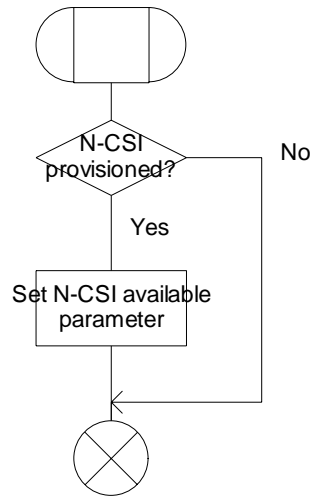 N-CSI
provisioned?
No
Yes
Set N-CSI available
parameter